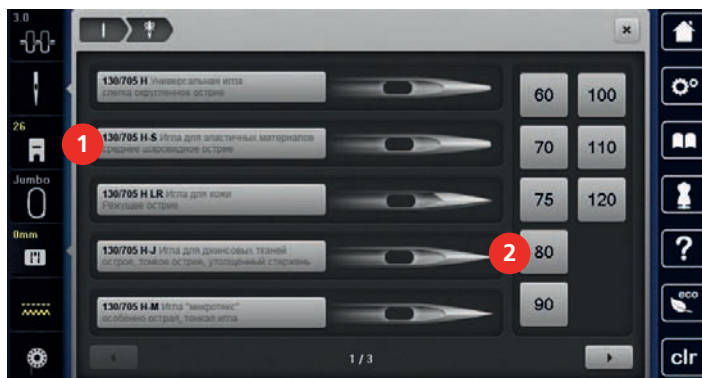 3.0
26
Jumbo
0mm
130/705 H Универсальная игла
слегка округленное острие
130/705 H-S Игла для эластичных материалов
среднее шаровидное острие
130/705 H LR Игла для кожи
Режущее острие
130/705 H-J Игла для джинсовых тканей
острое, тонкое острие, утолщённый стержень
130/705 H-M Игла "микротекс"
особенно острая, тонкая игла
1
2
60 100
70 110
75 120
80
90
1 / 3
?
eco
clr